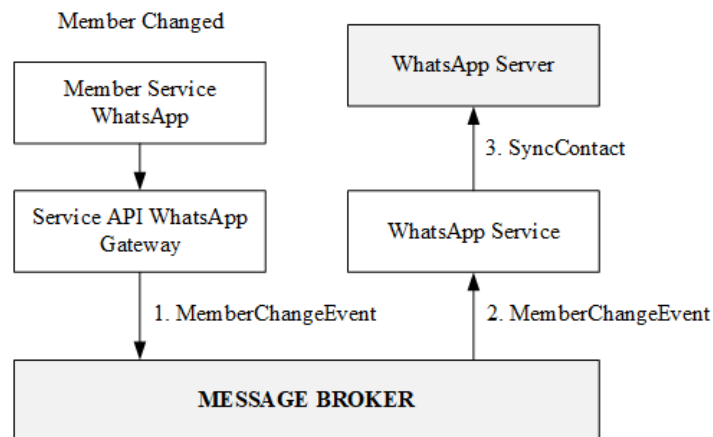 Member Changed
Member Service
WhatsApp
WhatsApp Server
3. SyncContact
Service API WhatsApp
Gateway
WhatsApp Service
1. MemberChangeEvent
2. MemberChangeEvent
MESSAGE BROKER